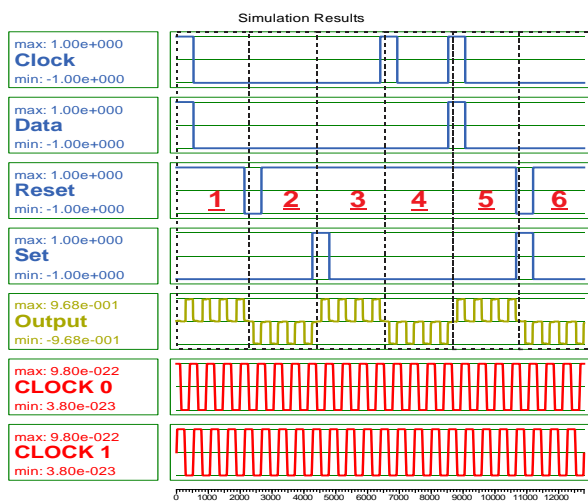 Simulation Results
max: 1.00e+000
Clock
min: -1.00e+000
max: 1.00e+000
Data
min: -1.00e+000
max: 1.00e+000
Reset
min: -1.00e+000
1 2 3 4 5 6
max: 1.00e+000
Set
min: -1.00e+000
max: 9.68e-001
Output
min: -9.68e-001
max: 9.80e-022
CLOCK 0
min: 3.80e-023
max: 9.80e-022
CLOCK 1
min: 3.80e-023
0 1000 2000 3000 4000 5000 6000 7000 8000 9000 10000 11000 12000